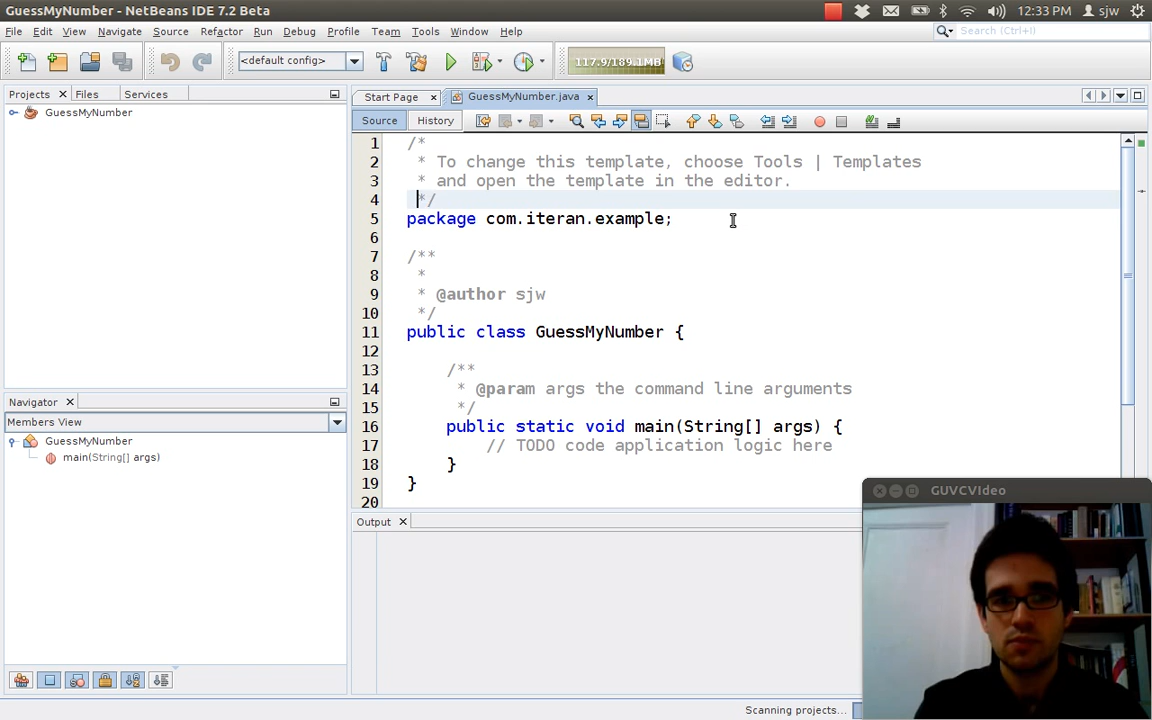 GuessMyNumber - NetBeans IDE 7.2 Beta
12:33 PM
sjw
File Edit View Navigate Source Refactor Run Debug Profile Team Tools Window Help
Search (Ctrl+I)
<default config>
117.9/189.1MB
Projects Files Services
GuessMyNumber
Start Page
GuessMyNumber.java
Source History
1 /*
2 * To change this template, choose Tools | Templates
3 * and open the template in the editor.
4 */
5 package com.iteran.example;
6
7 /**
8 *
9 * @author sjw
10 */
11 public class GuessMyNumber {
12
13 /**
14 * @param args the command line arguments
15 */
16 public static void main(String[] args) {
17 // TODO code application logic here
18 }
19 }
20
Navigator
Members View
GuessMyNumber
main(String[] args)
Output
GUVCVIdeo
Scanning projects...